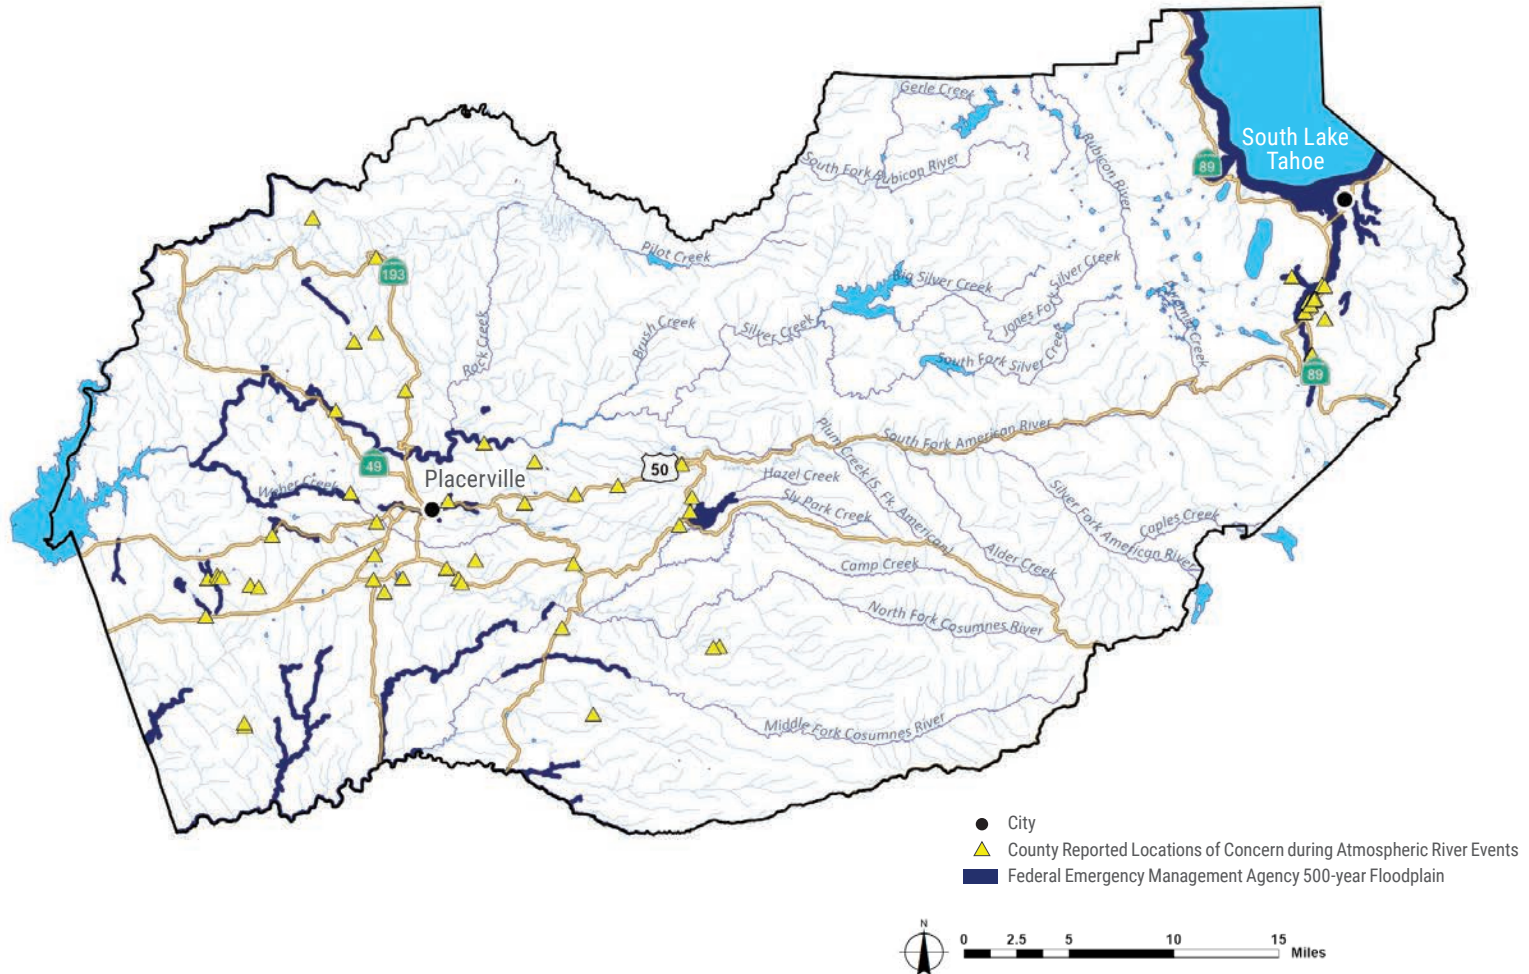 Gerle Creek
South Fork Rubicon River
Rubicon River
South Lake
Tahoe
89
193
Pilot Creek
Big Silver Creek
Jones Fork Silver Creek
Rock Creek
Brush Creek
Silver Creek
South Fork Silver Creek
89
49
Placerville
50
Weber Creek
South Fork American River
Plum Creek (S. Fk. American)
Hazel Creek
Sly Park Creek
Silver Fork American River
Caples Creek
Alder Creek
Camp Creek
North Fork Cosumnes River
Middle Fork Cosumnes River
City
County Reported Locations of Concern during Atmospheric River Events
Federal Emergency Management Agency 500-year Floodplain
N
0 2.5 5 10 15 Miles